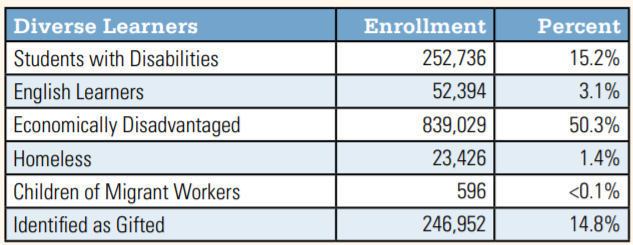 Diverse Learners Enrollment Percent
Students with Disabilities 252,736 15.2%
English Learners 52,394 3.1%
Economically Disadvantaged 839,029 50.3%
Homeless 23,426 1.4%
Children of Migrant Workers 596 <0.1%
Identified as Gifted 246,952 14.8%